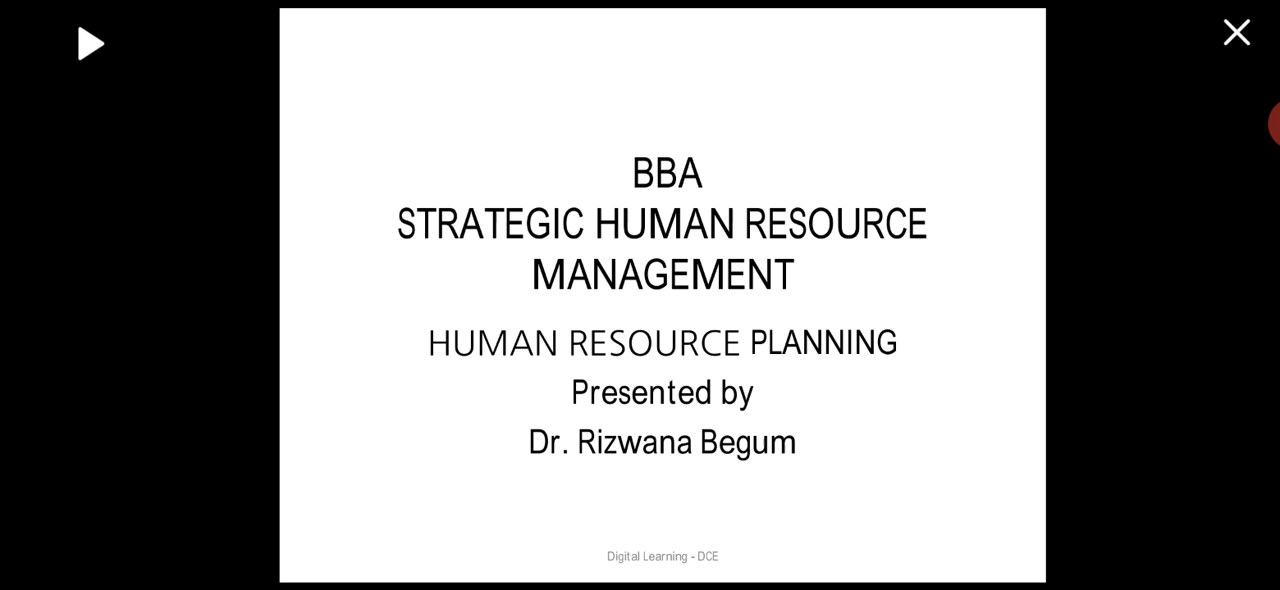 BBA
STRATEGIC HUMAN RESOURCE
MANAGEMENT
HUMAN RESOURCE PLANNING
Presented by
Dr. Rizwana Begum
Digital Learning - DCE